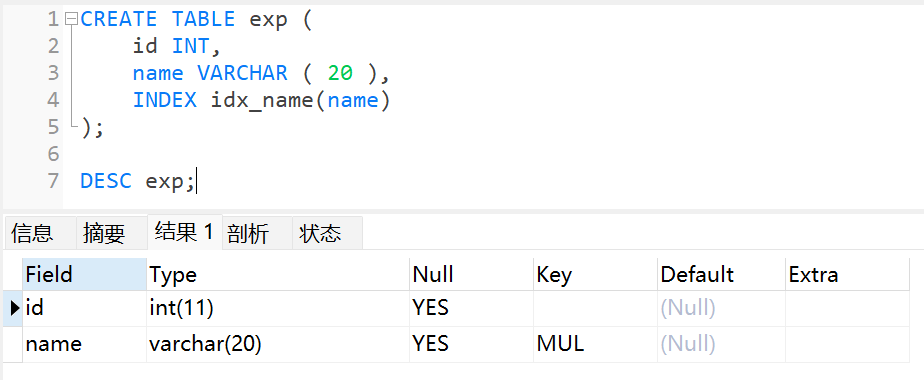 1 CREATE TABLE exp (
2 id INT,
3 name VARCHAR ( 20 ),
4 INDEX idx_name(name)
5 );
6
7 DESC exp;
信息 摘要 结果 1 剖析 状态
Field Type Null Key Default Extra
id int(11) YES (Null)
name varchar(20) YES MUL (Null)